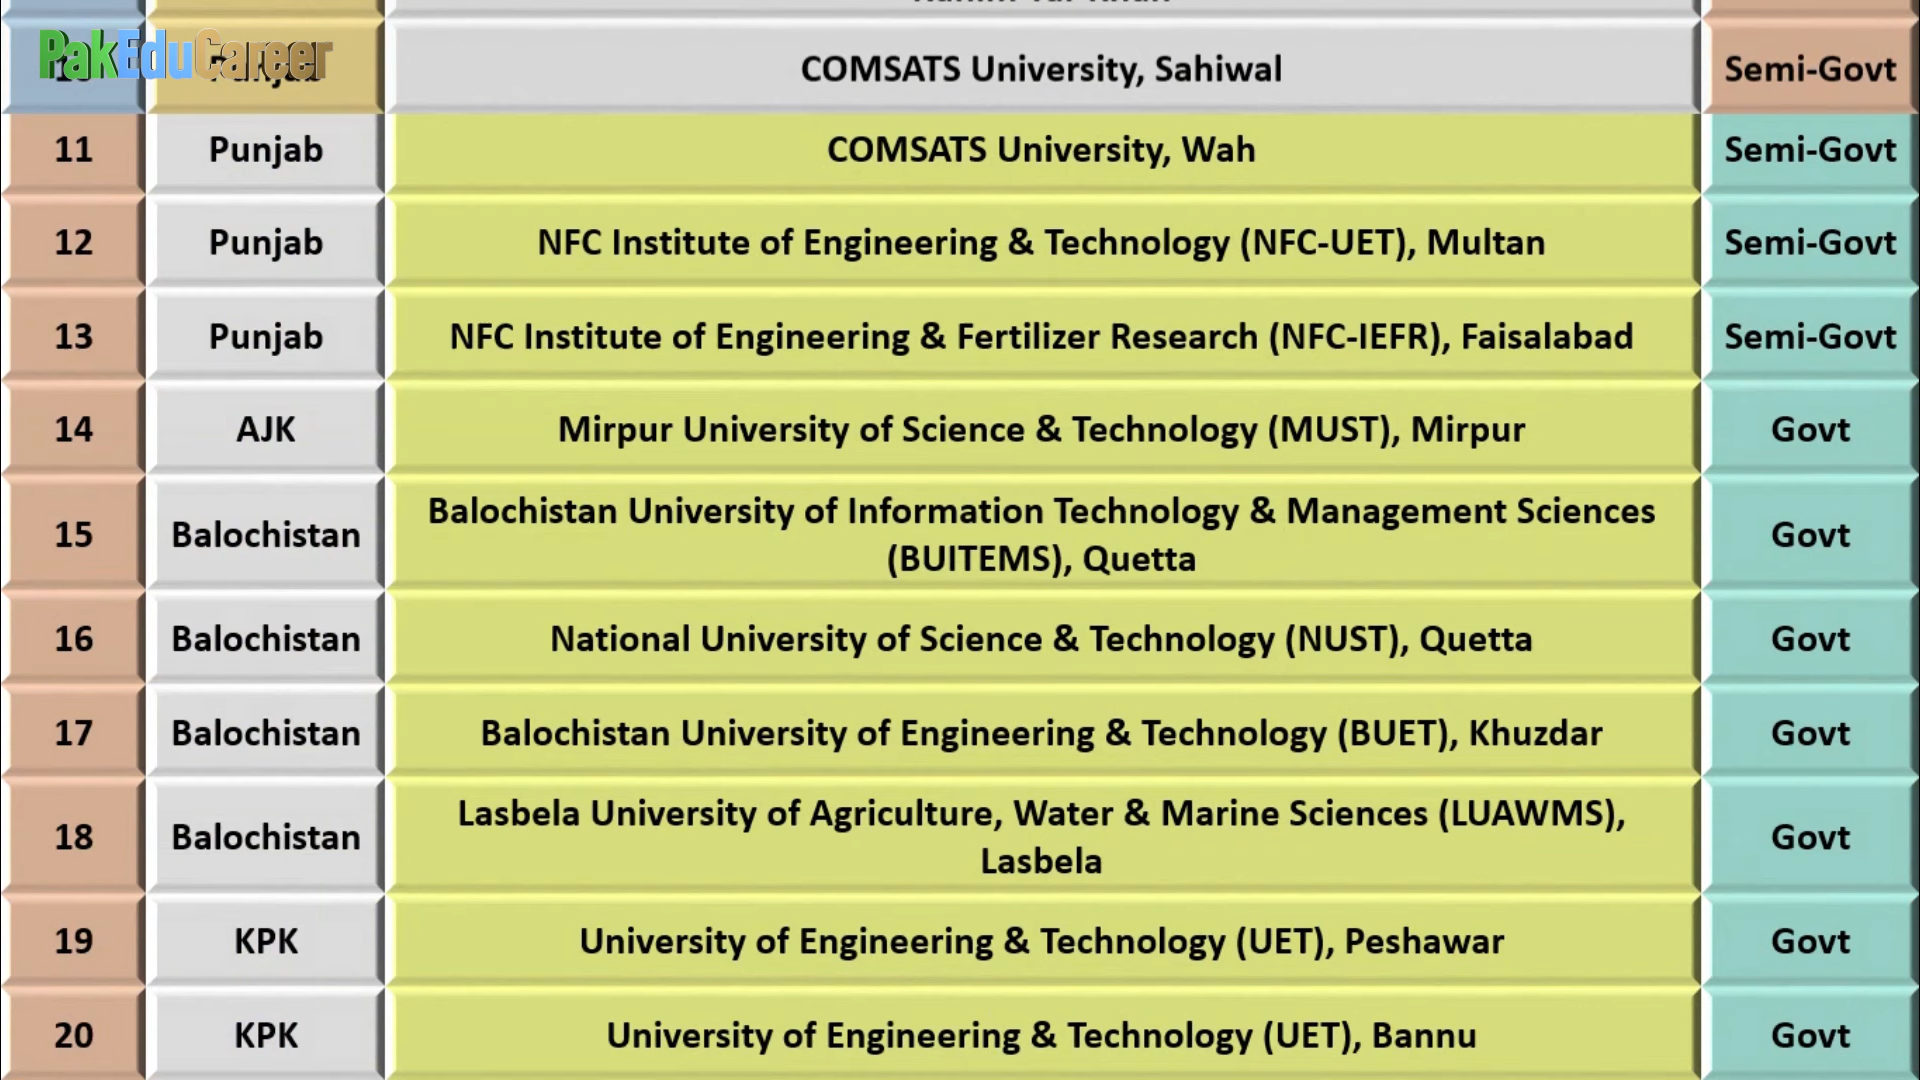 PakEduCareer
10 Punjab COMSATS University, Sahiwal Semi-Govt
11 Punjab COMSATS University, Wah Semi-Govt
12 Punjab NFC Institute of Engineering & Technology (NFC-UET), Multan Semi-Govt
13 Punjab NFC Institute of Engineering & Fertilizer Research (NFC-IEFR), Faisalabad Semi-Govt
14 AJK Mirpur University of Science & Technology (MUST), Mirpur Govt
15 Balochistan Balochistan University of Information Technology & Management Sciences
(BUITEMS), Quetta Govt
16 Balochistan National University of Science & Technology (NUST), Quetta Govt
17 Balochistan Balochistan University of Engineering & Technology (BUET), Khuzdar Govt
18 Balochistan Lasbela University of Agriculture, Water & Marine Sciences (LUAWMS),
Lasbela Govt
19 KPK University of Engineering & Technology (UET), Peshawar Govt
20 KPK University of Engineering & Technology (UET), Bannu Govt